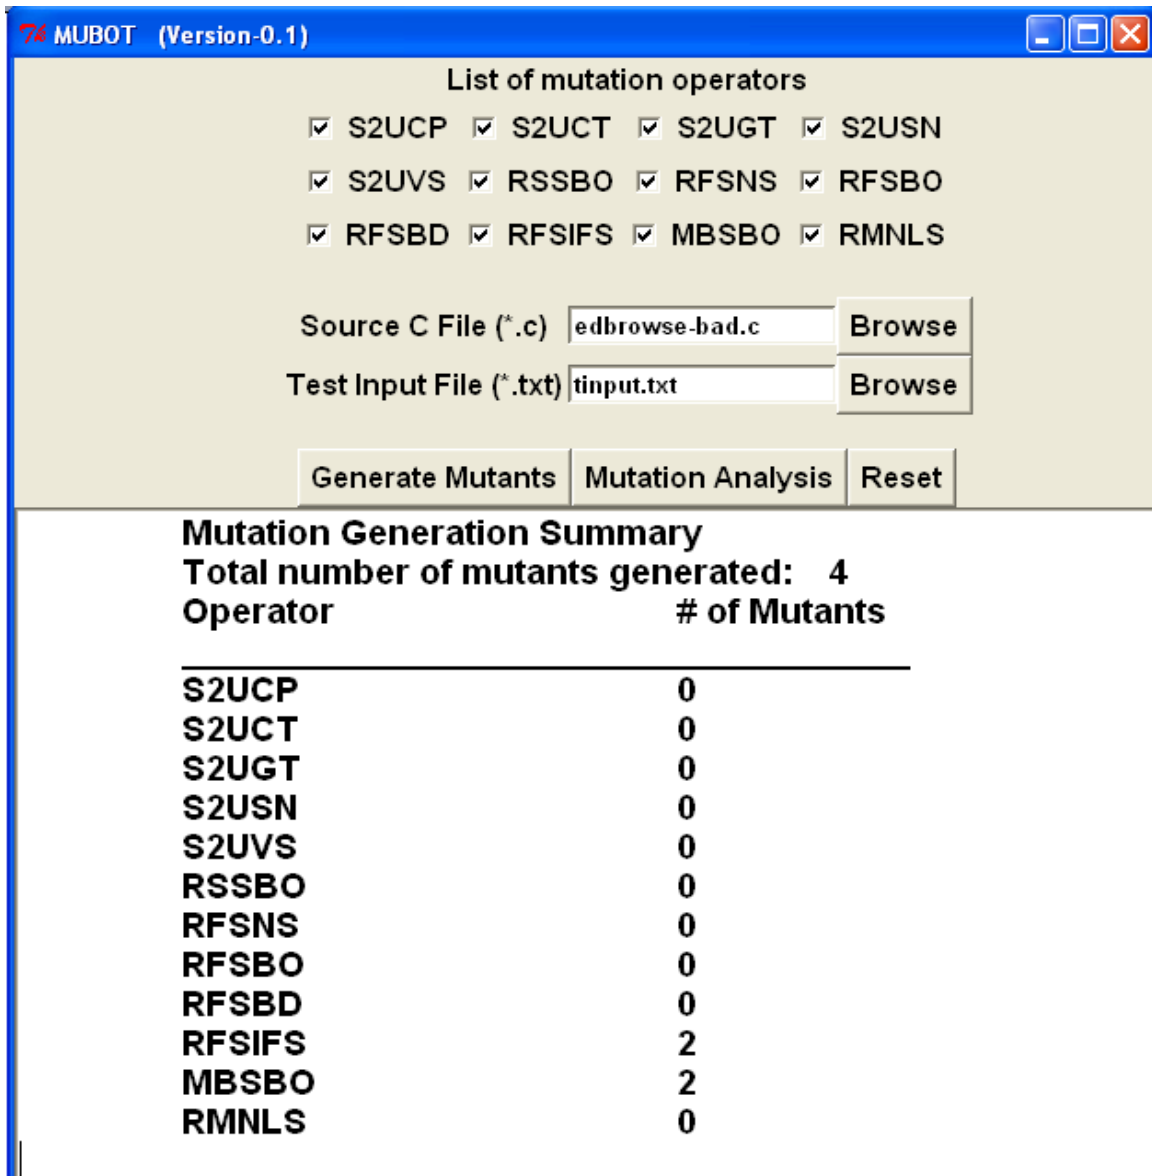 MUBOT (Version-0.1)
List of mutation operators
S2UCP S2UCT S2UGT S2USN
S2UVS RSSBO RFSNS RFSBO
RFSBD RFSIFS MBSBO RMNLS
Source C File (*.c) edbrowse-bad.c Browse
Test Input File (*.txt) tinput.txt Browse
Generate Mutants Mutation Analysis Reset
Mutation Generation Summary
Total number of mutants generated: 4
Operator # of Mutants
S2UCP 0
S2UCT 0
S2UGT 0
S2USN 0
S2UVS 0
RSSBO 0
RFSNS 0
RFSBO 0
RFSBD 0
RFSIFS 2
MBSBO 2
RMNLS 0